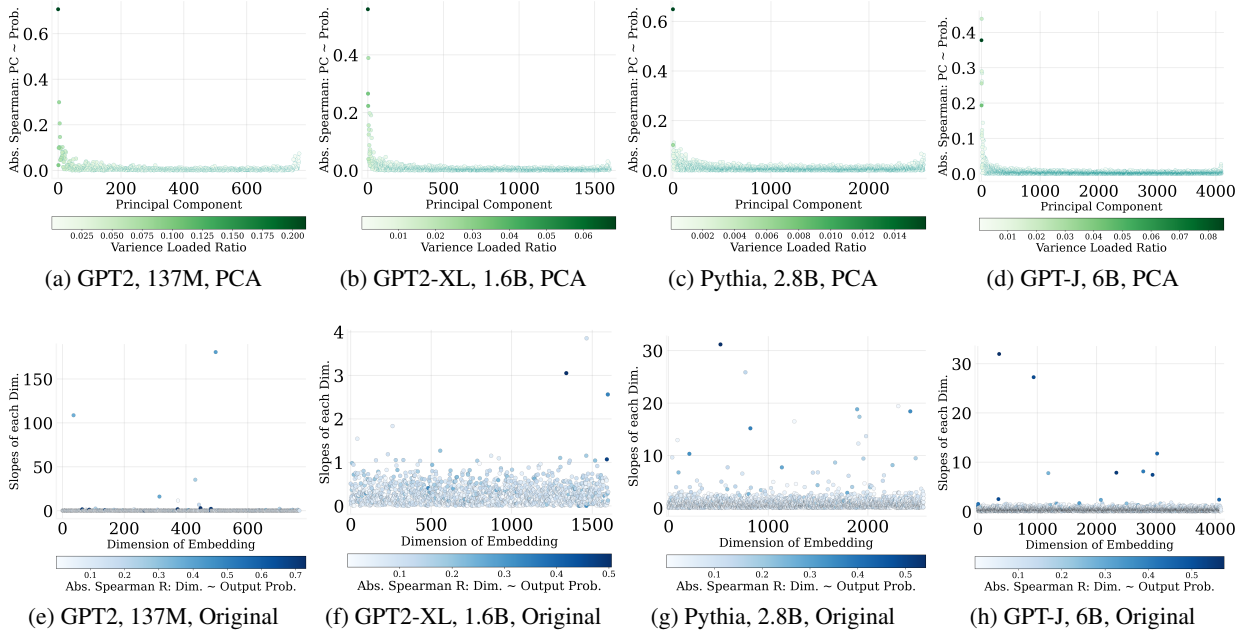 Abs. Spearman: PC ~ Prob.
0.6
0.4
0.2
0.0
0 200 400 600
Principal Component
0.025 0.050 0.075 0.100 0.125 0.150 0.175 0.200
Varience Loaded Ratio
(a) GPT2, 137M, PCA
Abs. Spearman: PC ~ Prob.
0.4
0.2
0.0
0 500 1000 1500
Principal Component
0.01 0.02 0.03 0.04 0.05 0.06
Varience Loaded Ratio
(b) GPT2-XL, 1.6B, PCA
Abs. Spearman: PC ~ Prob.
0.6
0.4
0.2
0.0
0 1000 2000
Principal Component
0.002 0.004 0.006 0.008 0.010 0.012 0.014
Varience Loaded Ratio
(c) Pythia, 2.8B, PCA
Abs. Spearman: PC ~ Prob.
0.4
0.3
0.2
0.1
0.0
0 1000 2000 3000 4000
Principal Component
0.01 0.02 0.03 0.04 0.05 0.06 0.07 0.08
Varience Loaded Ratio
(d) GPT-J, 6B, PCA
Slopes of each Dim.
150
100
50
0
0 200 400 600
Dimension of Embedding
0.1 0.2 0.3 0.4 0.5 0.6 0.7
Abs. Spearman R: Dim. ~ Output Prob.
(e) GPT2, 137M, Original
Slopes of each Dim.
4
3
2
1
0
0 500 1000 1500
Dimension of Embedding
0.1 0.2 0.3 0.4 0.5
Abs. Spearman R: Dim. ~ Output Prob.
(f) GPT2-XL, 1.6B, Original
Slopes of each Dim.
30
20
10
0
0 1000 2000
Dimension of Embedding
0.1 0.2 0.3 0.4 0.5
Abs. Spearman R: Dim. ~ Output Prob.
(g) Pythia, 2.8B, Original
Slopes of each Dim.
30
20
10
0
0 1000 2000 3000 4000
Dimension of Embedding
0.1 0.2 0.3 0.4 0.5
Abs. Spearman R: Dim. ~ Output Prob.
(h) GPT-J, 6B, Original